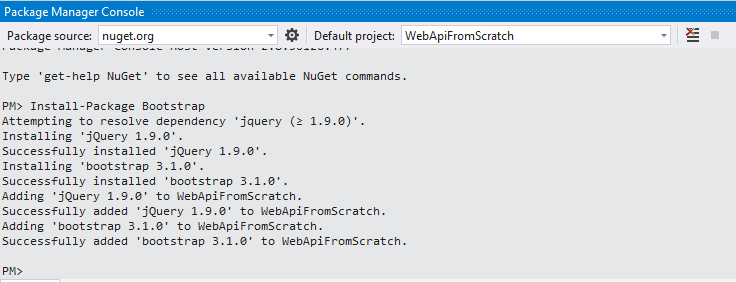 Package Manager Console
Package source: nuget.org Default project: WebApiFromScratch
Type 'get-help NuGet' to see all available NuGet commands.
PM> Install-Package Bootstrap
Attempting to resolve dependency 'jquery (≥ 1.9.0)'.
Installing 'jQuery 1.9.0'.
Successfully installed 'jQuery 1.9.0'.
Installing 'bootstrap 3.1.0'.
Successfully installed 'bootstrap 3.1.0'.
Adding 'jQuery 1.9.0' to WebApiFromScratch.
Successfully added 'jQuery 1.9.0' to WebApiFromScratch.
Adding 'bootstrap 3.1.0' to WebApiFromScratch.
Successfully added 'bootstrap 3.1.0' to WebApiFromScratch.
PM>